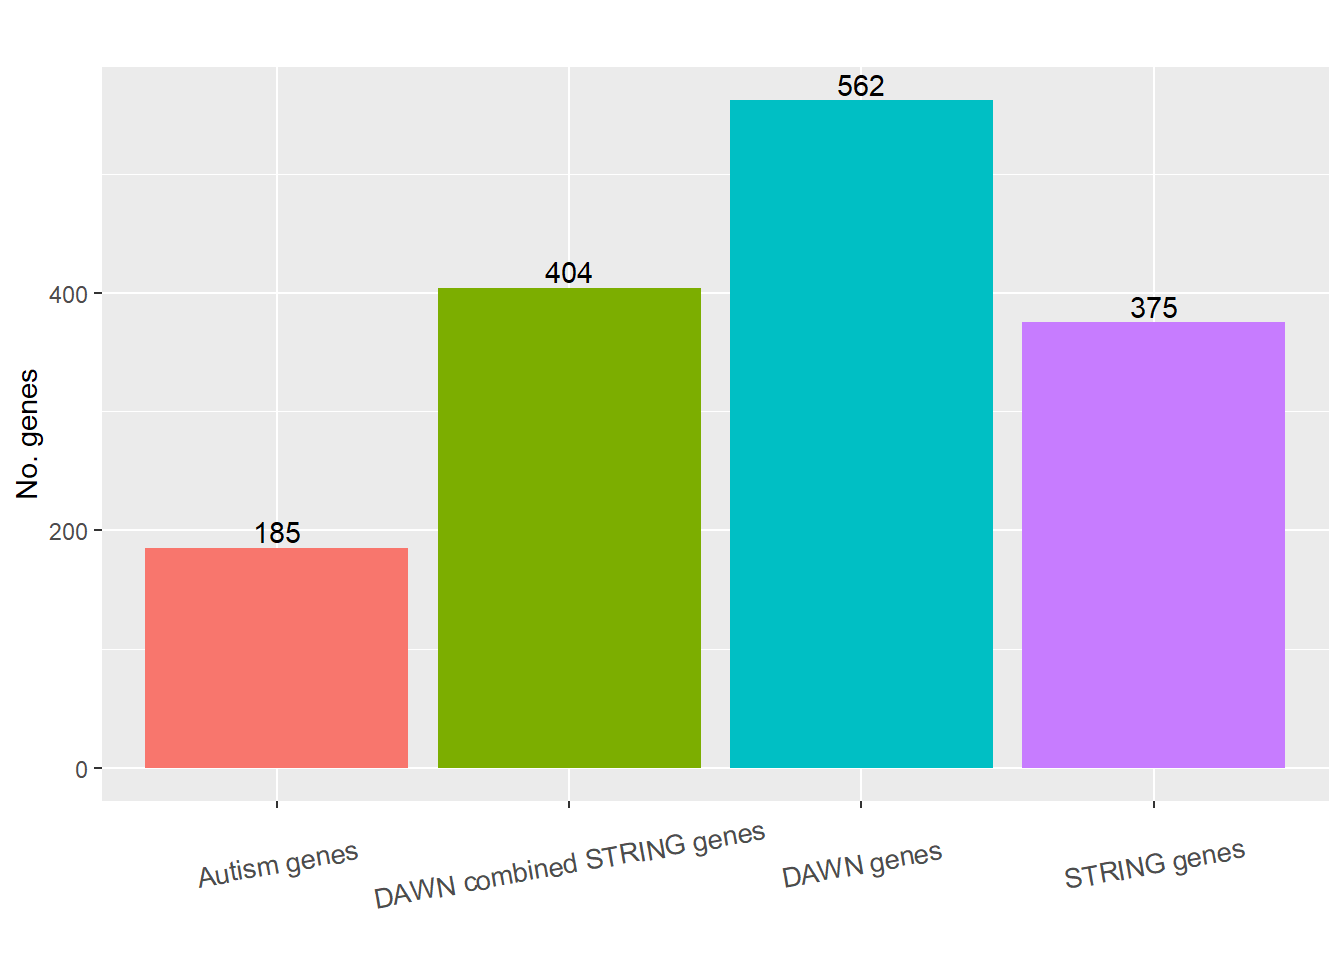 562
404
375
185
No. genes
400
200
0
Autism genes
DAWN combined STRING genes
DAWN genes
STRING genes